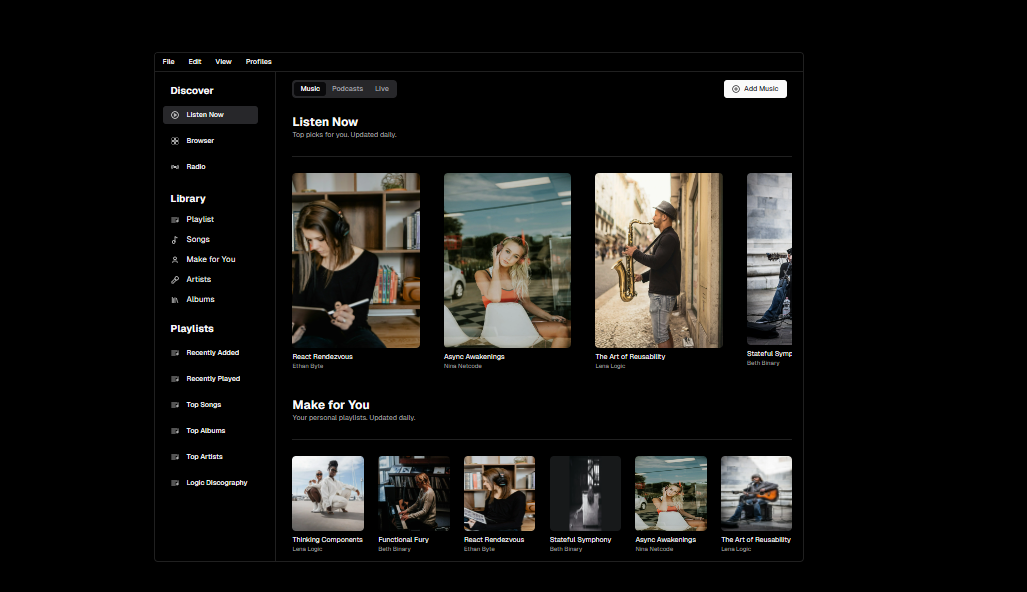 File Edit View Profiles
Discover
Listen Now
Browser
Radio
Library
Playlist
Songs
Make for You
Artists
Albums
Playlists
Recently Added
Recently Played
Top Songs
Top Albums
Top Artists
Logic Discography
Music Podcasts Live
Add Music
Listen Now
Top picks for you. Updated daily.
React Rendezvous
Ethan Byte
Async Awakenings
Nina Netcode
The Art of Reusability
Lena Logic
Stateful Symp
Beth Binary
Make for You
Your personal playlists. Updated daily.
Thinking Components
Lena Logic
Functional Fury
Beth Binary
React Rendezvous
Ethan Byte
Stateful Symphony
Beth Binary
Async Awakenings
Nina Netcode
The Art of Reusability
Lena Logic